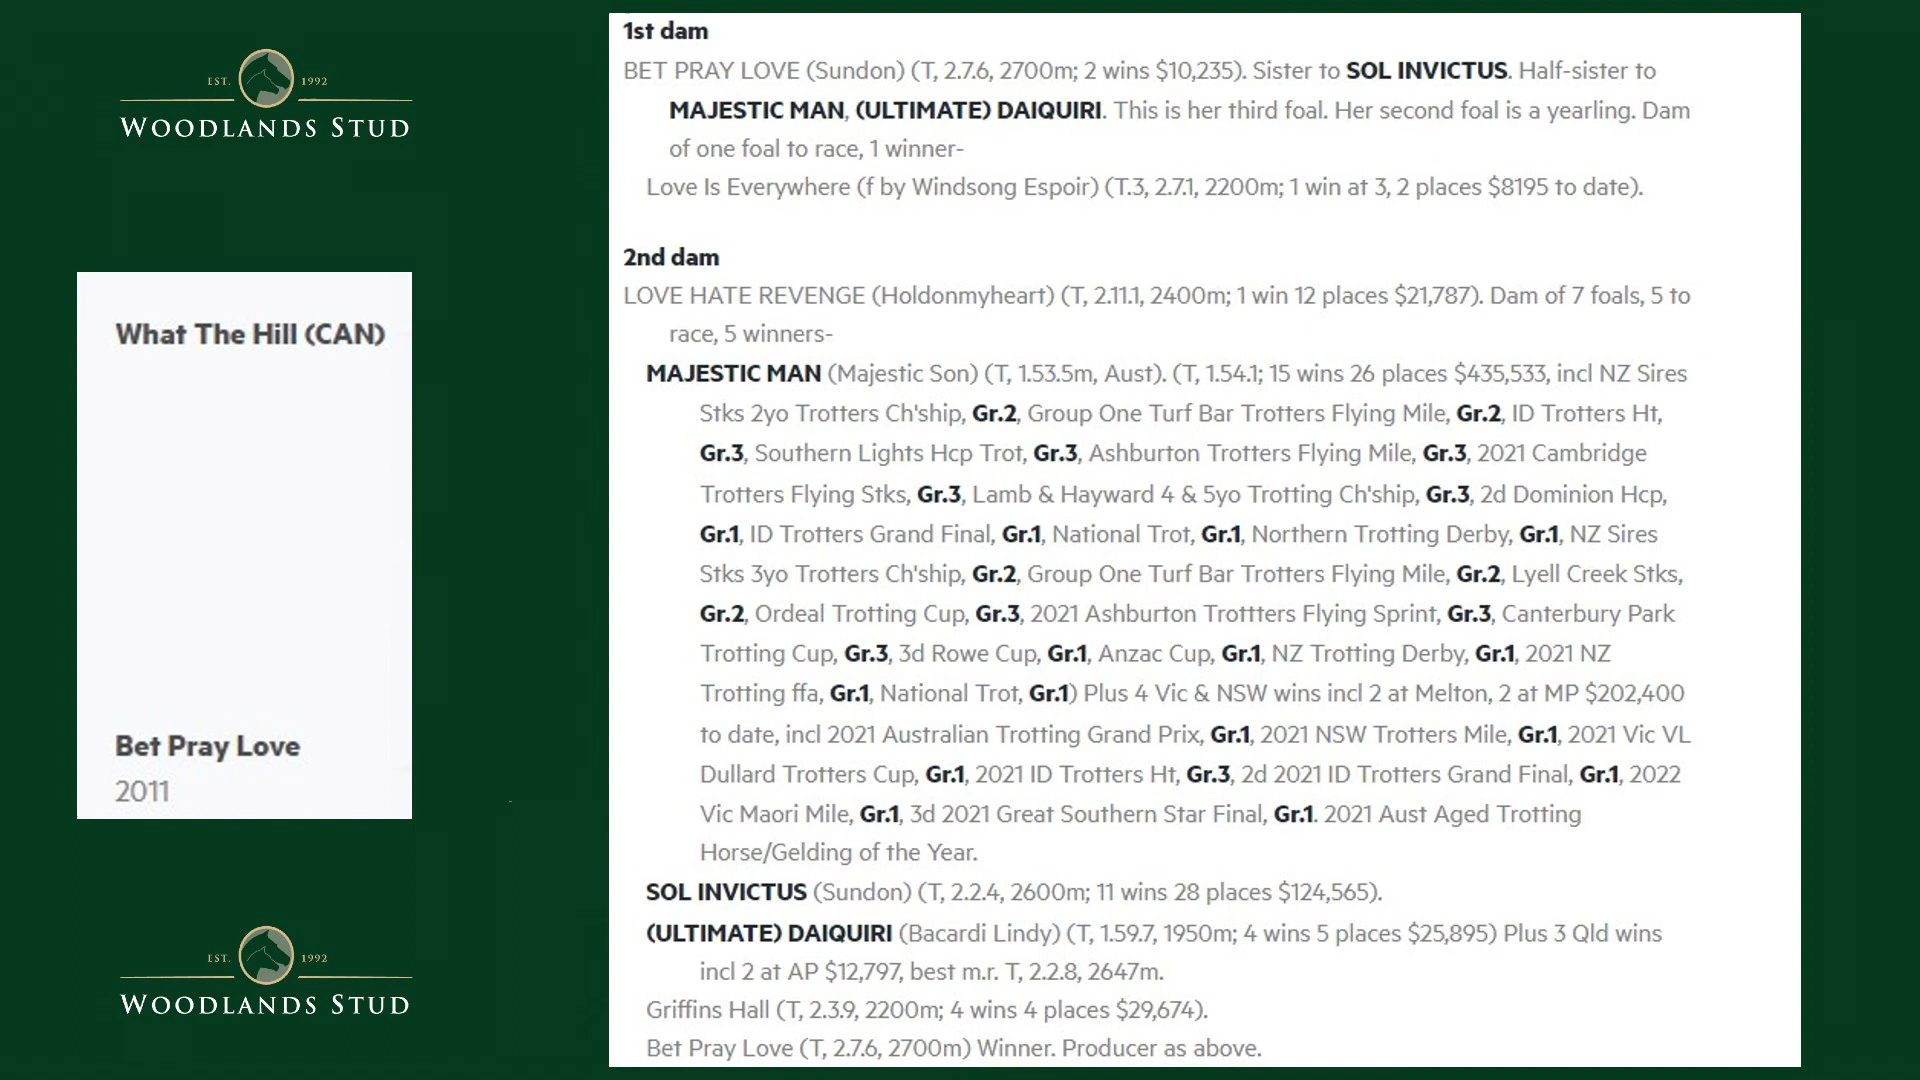 EST. 1992
WOODLANDS STUD
What The Hill (CAN)
Bet Pray Love
2011
EST. 1992
WOODLANDS STUD
1st dam
BET PRAY LOVE (Sundon) (T, 2.7.6, 2700m; 2 wins $10,235). Sister to SOL INVICTUS. Half-sister to
MAJESTIC MAN, (ULTIMATE) DAIQUIRI. This is her third foal. Her second foal is a yearling. Dam
of one foal to race, 1 winner-
Love Is Everywhere (f by Windsong Espoir) (T.3, 2.7.1, 2200m; 1 win at 3, 2 places $8195 to date).
2nd dam
LOVE HATE REVENGE (Holdonmyheart) (T, 2.11.1, 2400m; 1 win 12 places $21,787). Dam of 7 foals, 5 to
race, 5 winners-
MAJESTIC MAN (Majestic Son) (T, 1.53.5m, Aust). (T, 1.54.1; 15 wins 26 places $435,533, incl NZ Sires
Stks 2yo Trotters Ch'ship, Gr.2, Group One Turf Bar Trotters Flying Mile, Gr.2, ID Trotters Ht,
Gr.3, Southern Lights Hcp Trot, Gr.3, Ashburton Trotters Flying Mile, Gr.3, 2021 Cambridge
Trotters Flying Stks, Gr.3, Lamb & Hayward 4 & 5yo Trotting Ch'ship, Gr.3, 2d Dominion Hcp,
Gr.1, ID Trotters Grand Final, Gr.1, National Trot, Gr.1, Northern Trotting Derby, Gr.1, NZ Sires
Stks 3yo Trotters Ch'ship, Gr.2, Group One Turf Bar Trotters Flying Mile, Gr.2, Lyell Creek Stks,
Gr.2, Ordeal Trotting Cup, Gr.3, 2021 Ashburton Trottters Flying Sprint, Gr.3, Canterbury Park
Trotting Cup, Gr.3, 3d Rowe Cup, Gr.1, Anzac Cup, Gr.1, NZ Trotting Derby, Gr.1, 2021 NZ
Trotting ffa, Gr.1, National Trot, Gr.1) Plus 4 Vic & NSW wins incl 2 at Melton, 2 at MP $202,400
to date, incl 2021 Australian Trotting Grand Prix, Gr.1, 2021 NSW Trotters Mile, Gr.1, 2021 Vic VL
Dullard Trotters Cup, Gr.1, 2021 ID Trotters Ht, Gr.3, 2d 2021 ID Trotters Grand Final, Gr.1, 2022
Vic Maori Mile, Gr.1, 3d 2021 Great Southern Star Final, Gr.1. 2021 Aust Aged Trotting
Horse/Gelding of the Year.
SOL INVICTUS (Sundon) (T, 2.2.4, 2600m; 11 wins 28 places $124,565).
(ULTIMATE) DAIQUIRI (Bacardi Lindy) (T, 1.59.7, 1950m; 4 wins 5 places $25,895) Plus 3 Qld wins
incl 2 at AP $12,797, best m.r. T, 2.2.8, 2647m.
Griffins Hall (T, 2.3.9, 2200m; 4 wins 4 places $29,674).
Bet Pray Love (T, 2.7.6, 2700m) Winner. Producer as above.